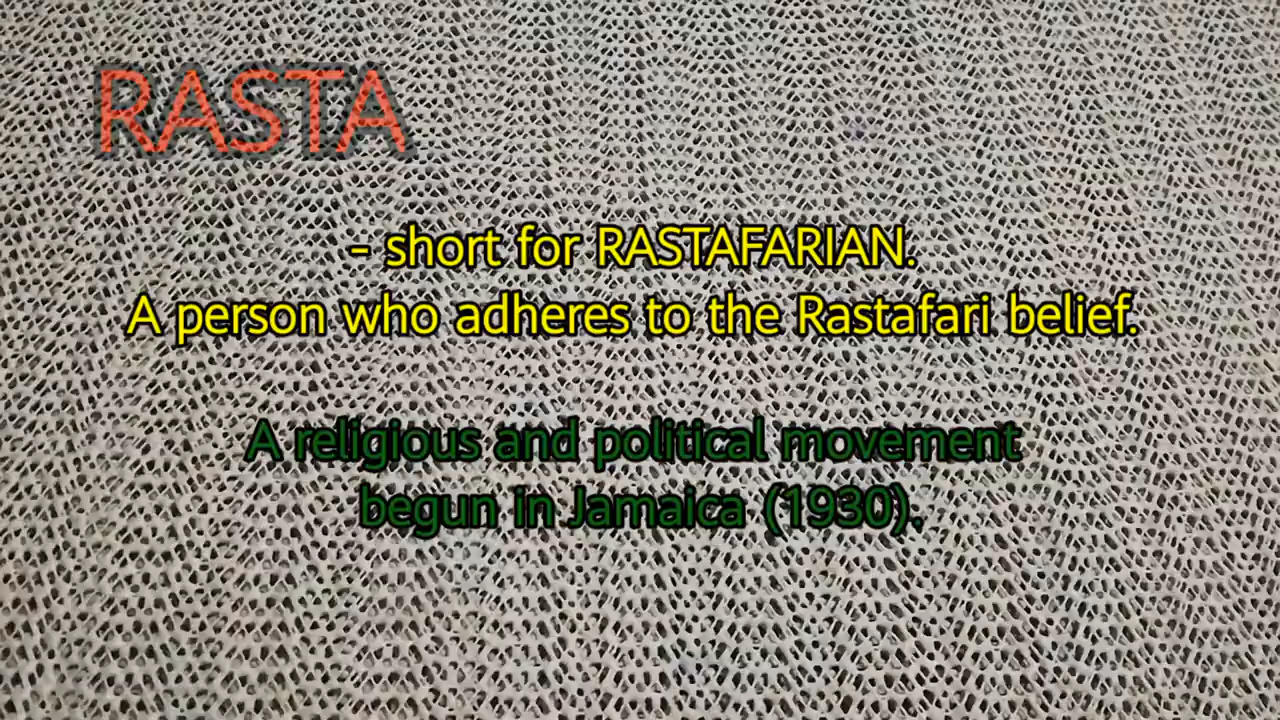 RASTA
- short for RASTAFARIAN.
A person who adheres to the Rastafari belief.
A religious and political movement
begun in Jamaica (1930).